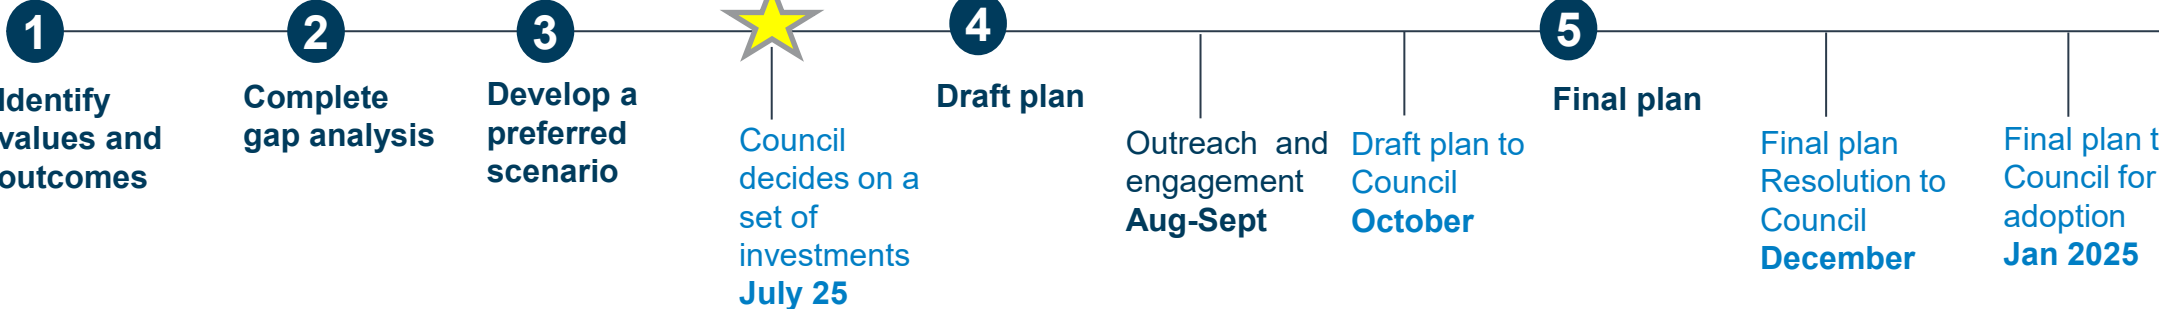 1
Identify
values and
outcomes
2
Complete
gap analysis
3
Develop a
preferred
scenario
Council
decides on a
set of
investments
July 25
4
Draft plan
Outreach and
engagement
Aug-Sept
Draft plan to
Council
October
5
Final plan
Final plan
Resolution to
Council
December
Final plan t
Council for
adoption
Jan 2025